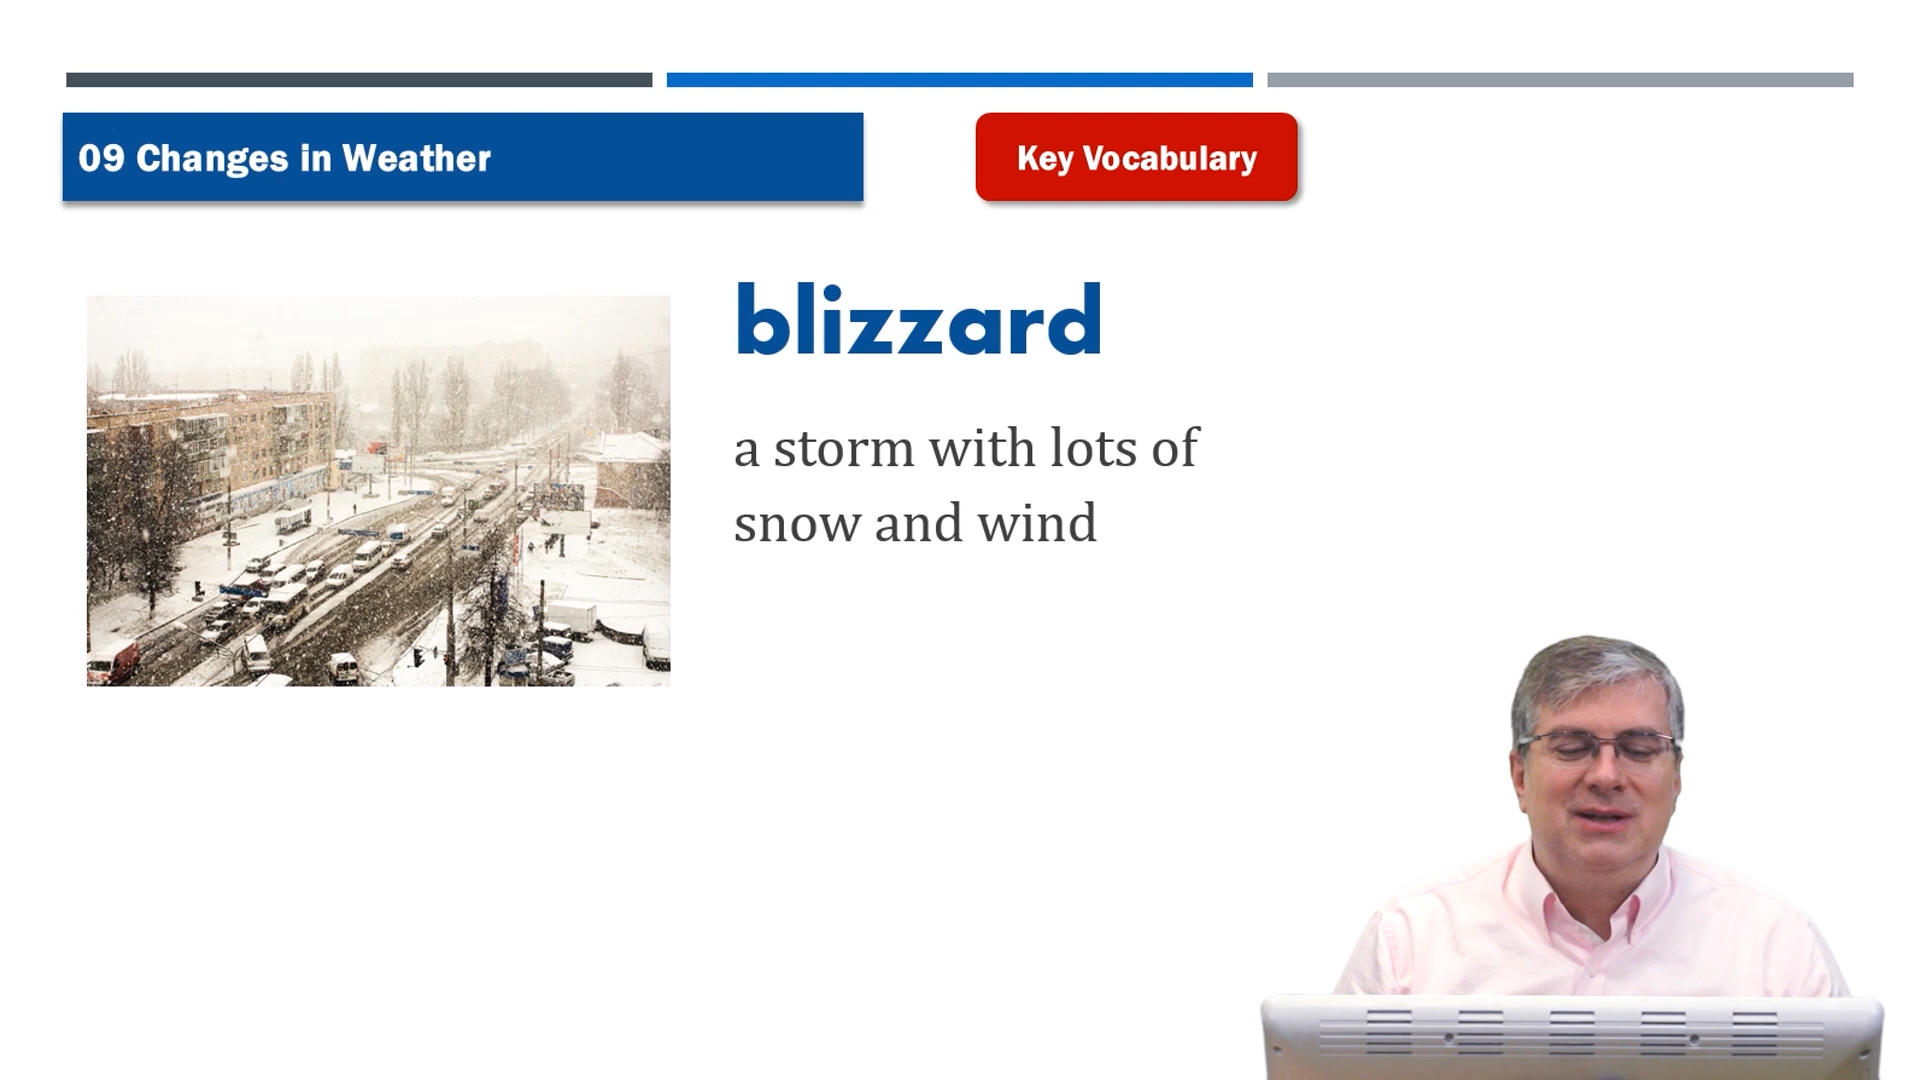 09 Changes in Weather
Key Vocabulary
blizzard
a storm with lots of
snow and wind